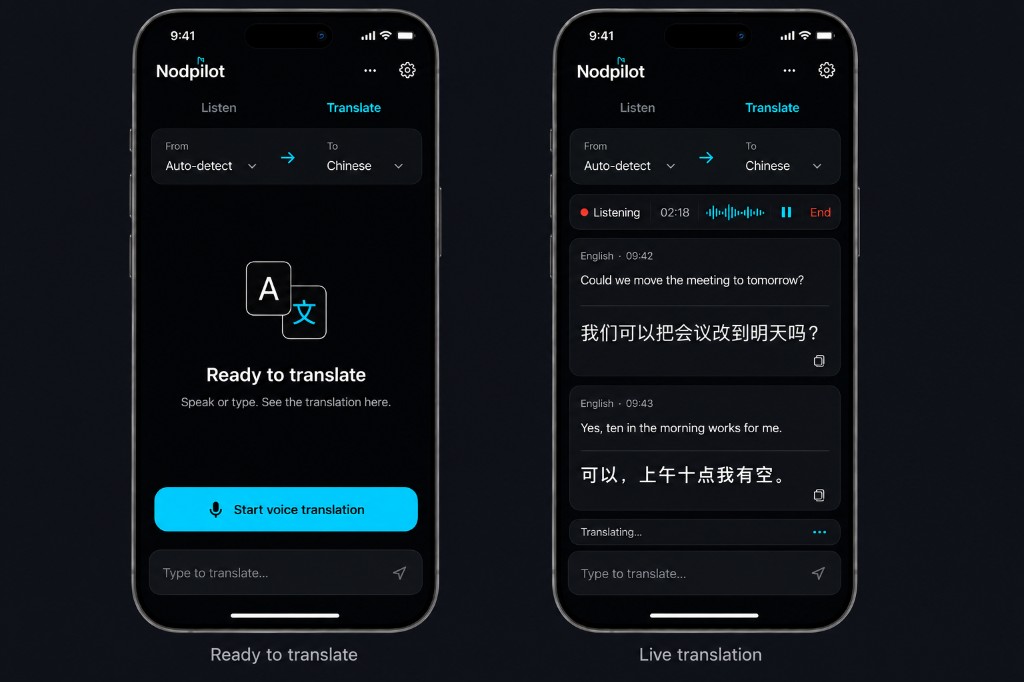 9:41
Nodpilot
Listen
Translate
From
Auto-detect
To
Chinese
A
文
Ready to translate
Speak or type. See the translation here.
Start voice translation
Type to translate...
Ready to translate
9:41
Nodpilot
Listen
Translate
From
Auto-detect
To
Chinese
Listening
02:18
End
English · 09:42
Could we move the meeting to tomorrow?
我们可以把会议改到明天吗？
English · 09:43
Yes, ten in the morning works for me.
可以，上午十点我有空。
Translating...
Type to translate...
Live translation